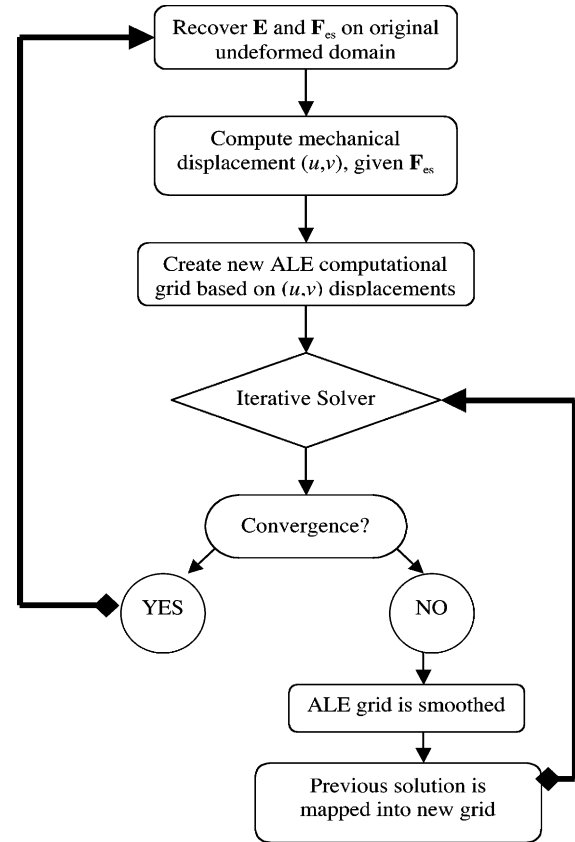 Recover E and Fes on original
undeformed domain
Compute mechanical
displacement (u,v), given Fes
Create new ALE computational
grid based on (u,v) displacements
Iterative Solver
Convergence?
YES
NO
ALE grid is smoothed
Previous solution is
mapped into new grid